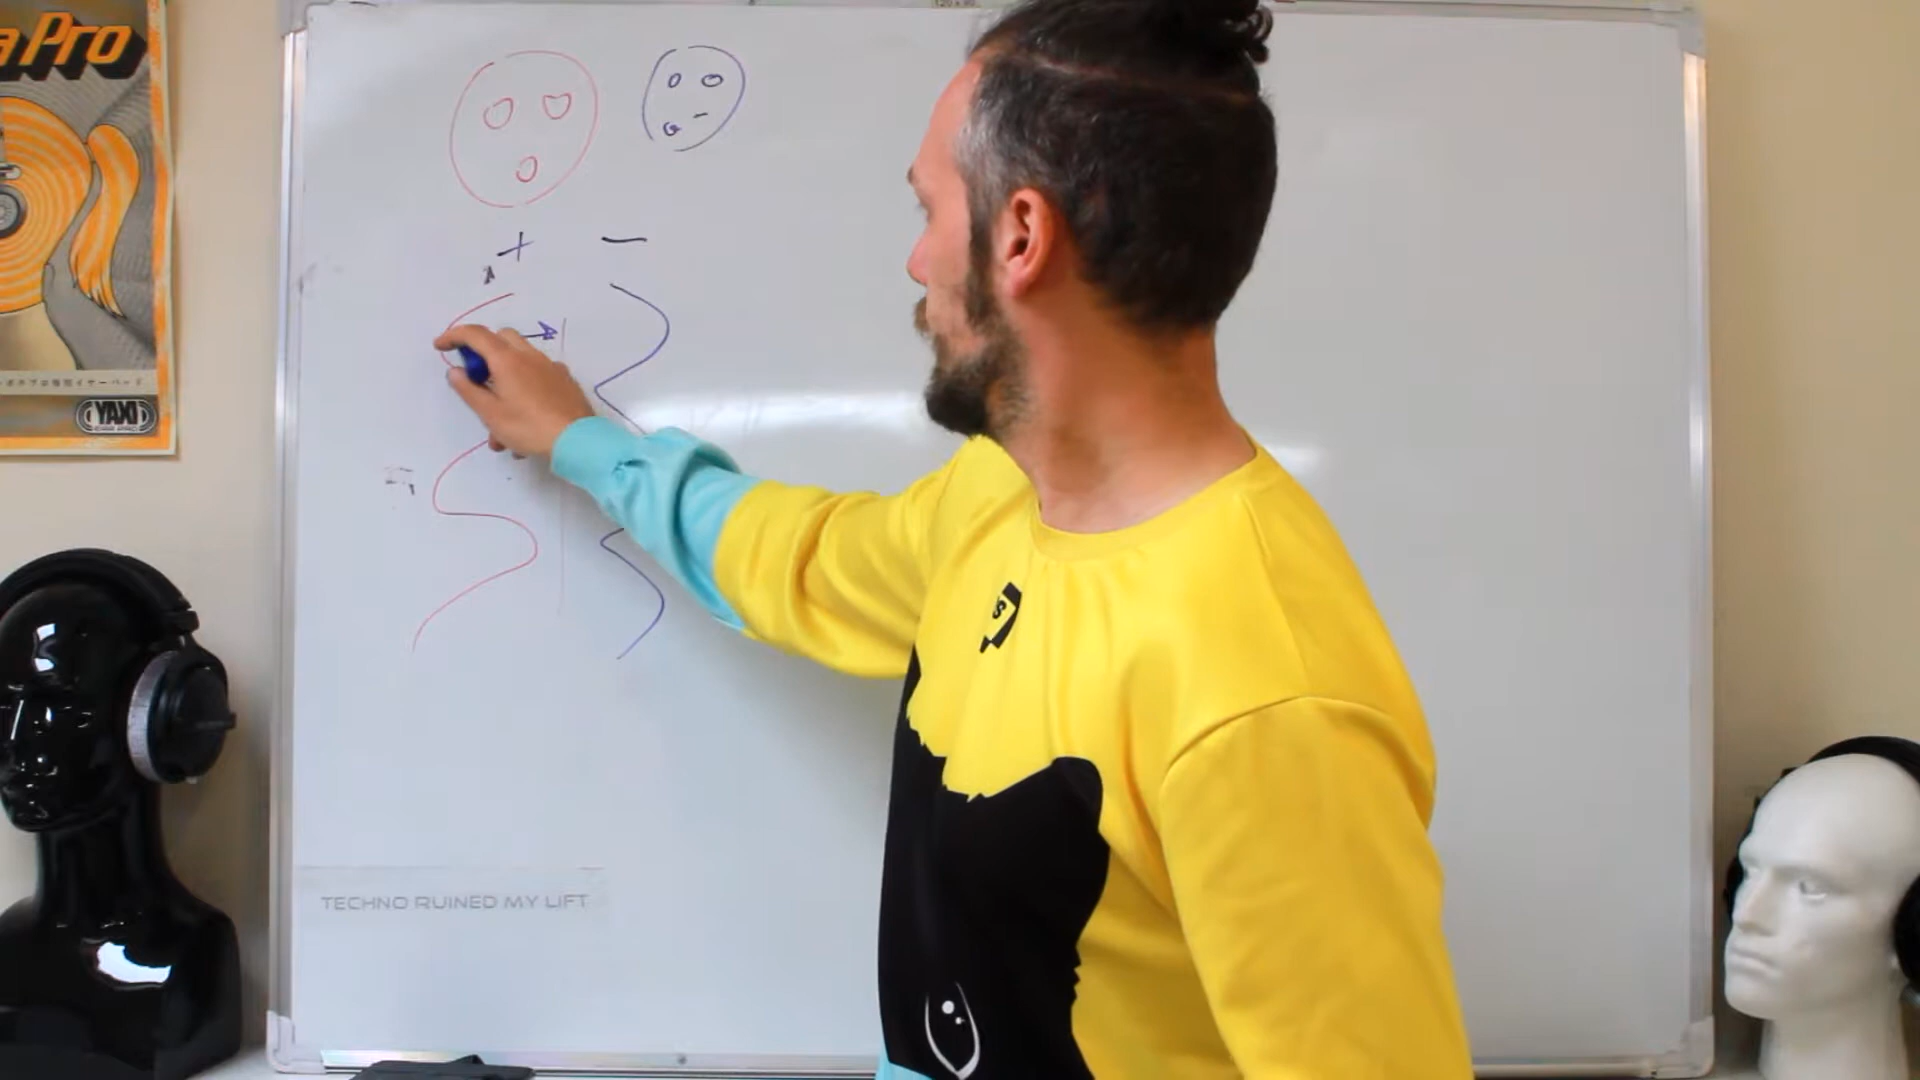 a Pro
YAXI
+ −
TECHNO RUINED MY LIFT